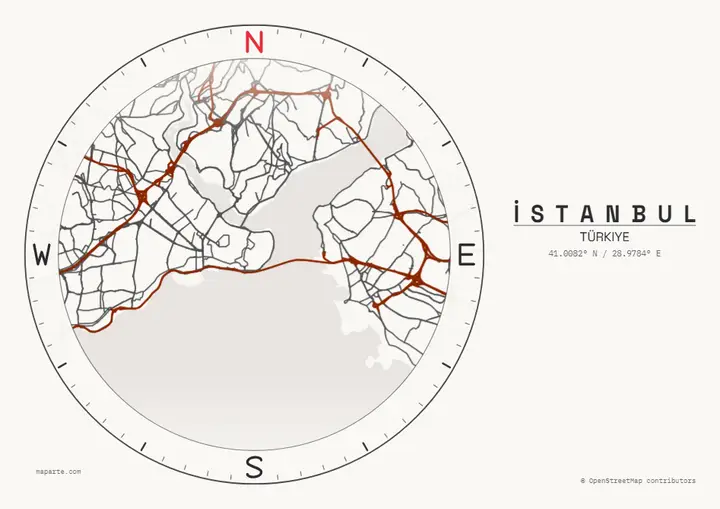 N
W
E
S
İSTANBUL
TÜRKIYE
41.0082° N / 28.9784° E
maparte.com
© OpenStreetMap contributors